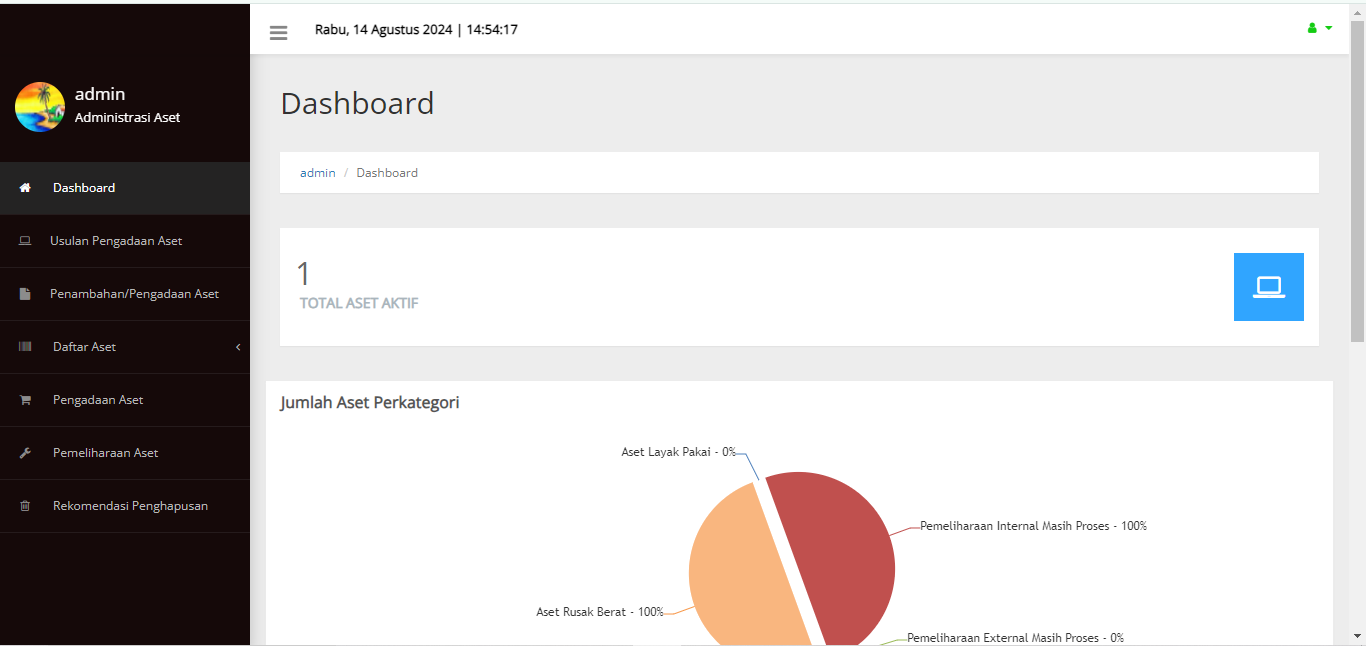 Rabu, 14 Agustus 2024 | 14:54:17
admin
Administrasi Aset
Dashboard
Usulan Pengadaan Aset
Penambahan/Pengadaan Aset
Daftar Aset
Pengadaan Aset
Pemeliharaan Aset
Rekomendasi Penghapusan
Dashboard
admin / Dashboard
1
TOTAL ASET AKTIF
Jumlah Aset Perkategori
Aset Layak Pakai - 0%
Pemeliharaan Internal Masih Proses - 100%
Aset Rusak Berat - 100%
Pemeliharaan External Masih Proses - 0%